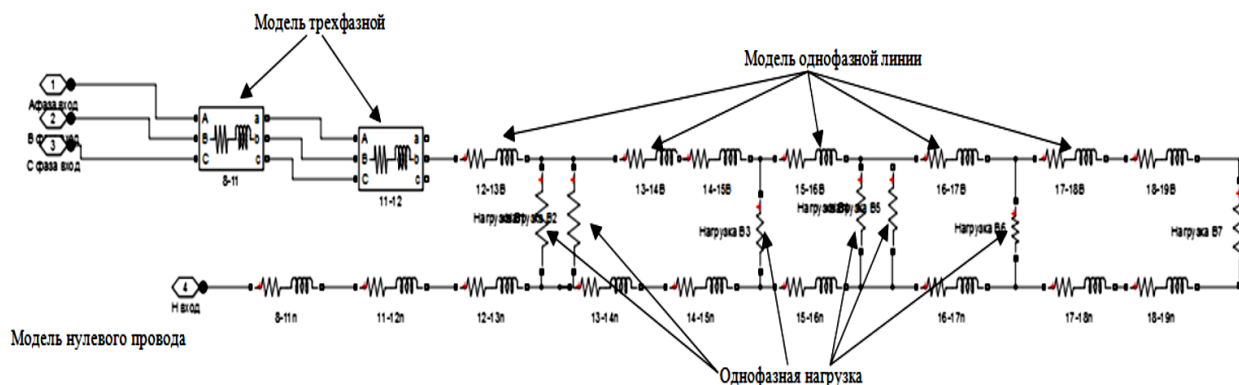 Модель трехфазной
Модель однофазной линии
1
Афаза вход
2
3
С фаза вход
A
B
C
a
b
c
8-11
A
B
C
a
b
c
11-12
12-13В
13-14В
14-15В
15-16В
16-17В
17-18В
18-19В
Нагрузка В3
Нагрузка В5
Нагрузка В6
Нагрузка В7
4
Н вход
8-11n
11-12n
12-13n
13-14n
14-15n
15-16n
16-17n
17-18n
18-19n
Модель нулевого провода
Однофазная нагрузка